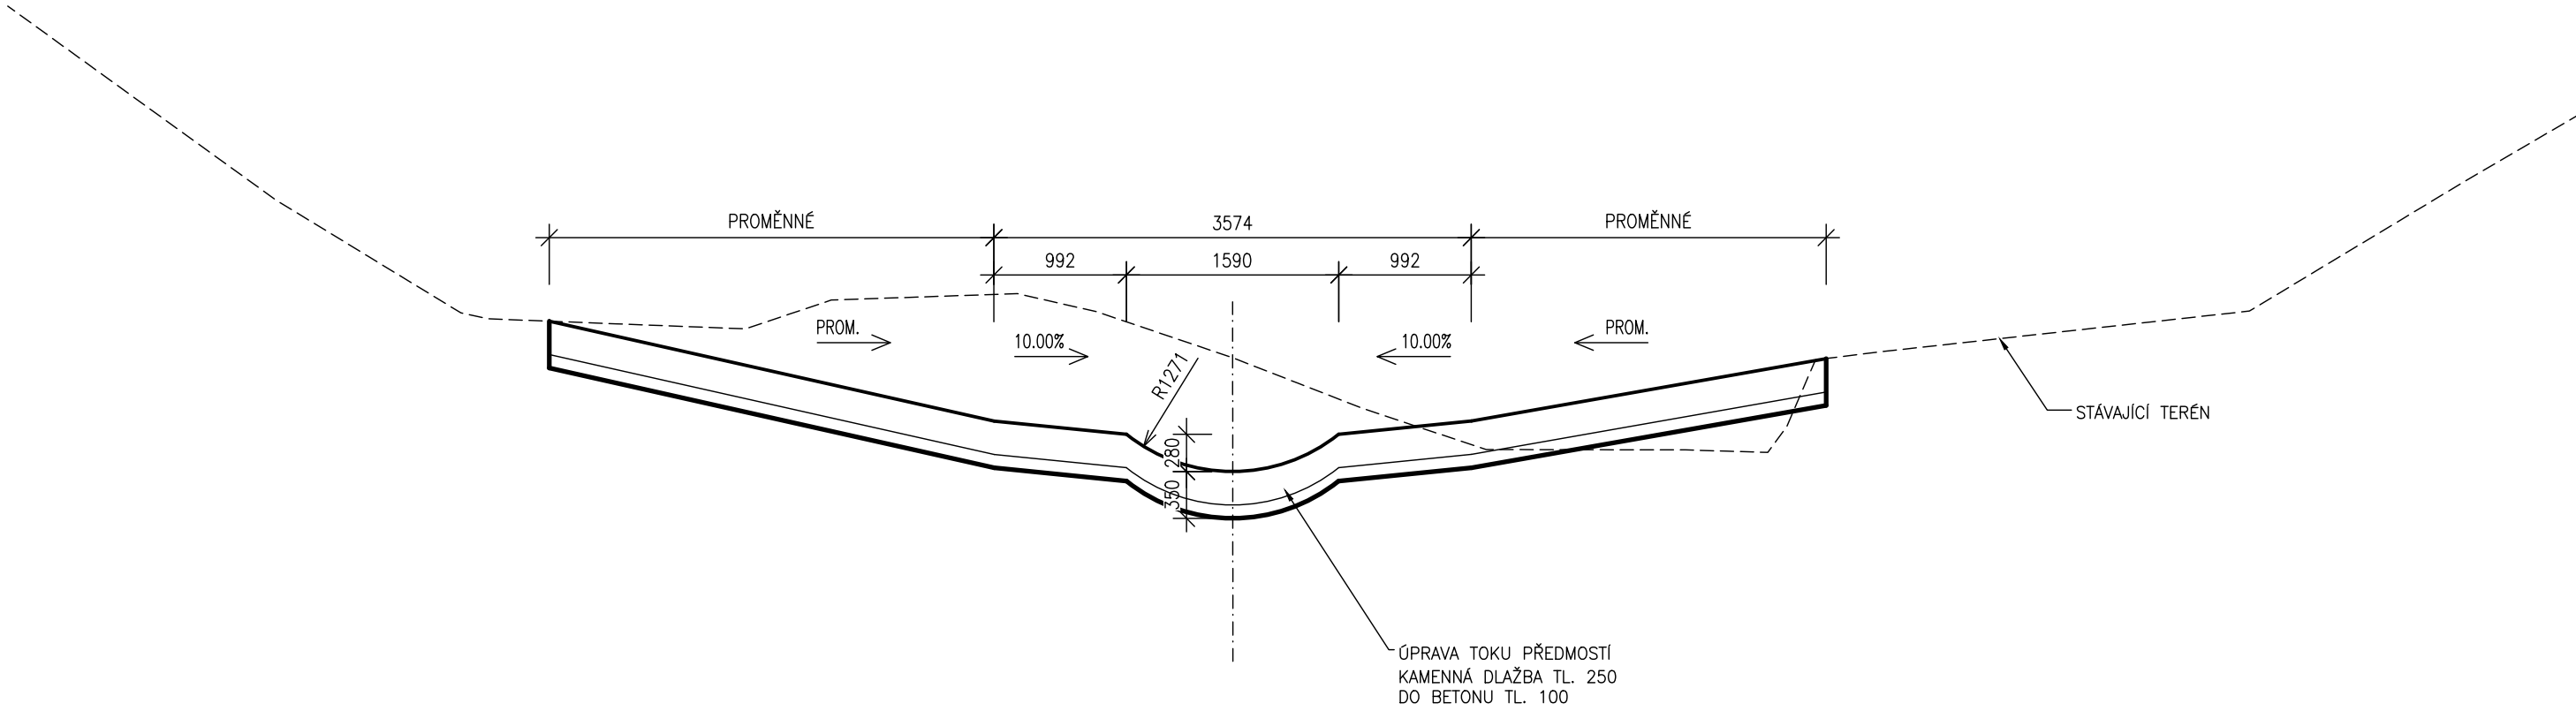 PROMĚNNÉ
3574
PROMĚNNÉ
992
1590
992
PROM.
10.00%
10.00%
PROM.
R1271
280
350
STÁVAJÍCÍ TERÉN
ÚPRAVA TOKU PŘEDMOSTÍ
KAMENNÁ DLAŽBA TL. 250
DO BETONU TL. 100